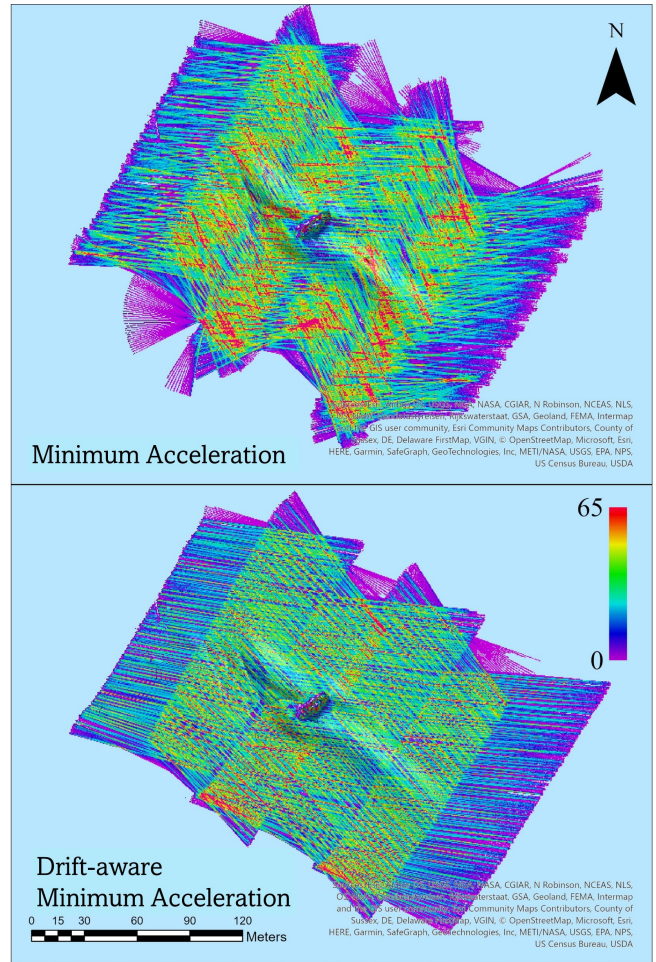 N
NASA, CGIAR, N Robinson, NCEAS, NLS,
Rijkswaterstaat, GSA, Geoland, FEMA, Intermap
GIS user community, Esri Community Maps Contributors, County of
Sussex, DE, Delaware FirstMap, VGIN, © OpenStreetMap, Microsoft, Esri,
HERE, Garmin, SafeGraph, GeoTechnologies, Inc, METI/NASA, USGS, EPA, NPS,
US Census Bureau, USDA
Minimum Acceleration
65
0
Drift-aware
Minimum Acceleration
0 15 30 60 90 120
Meters
NASA, CGIAR, N Robinson, NCEAS, NLS,
GSA, Geoland, FEMA, Intermap
and the GIS user Community Maps Contributors, County of
Sussex, DE, Delaware FirstMap, VGIN, © OpenStreetMap, Microsoft, Esri,
HERE, Garmin, SafeGraph, GeoTechnologies, Inc, METI/NASA, USGS, EPA, NPS,
US Census Bureau, USDA